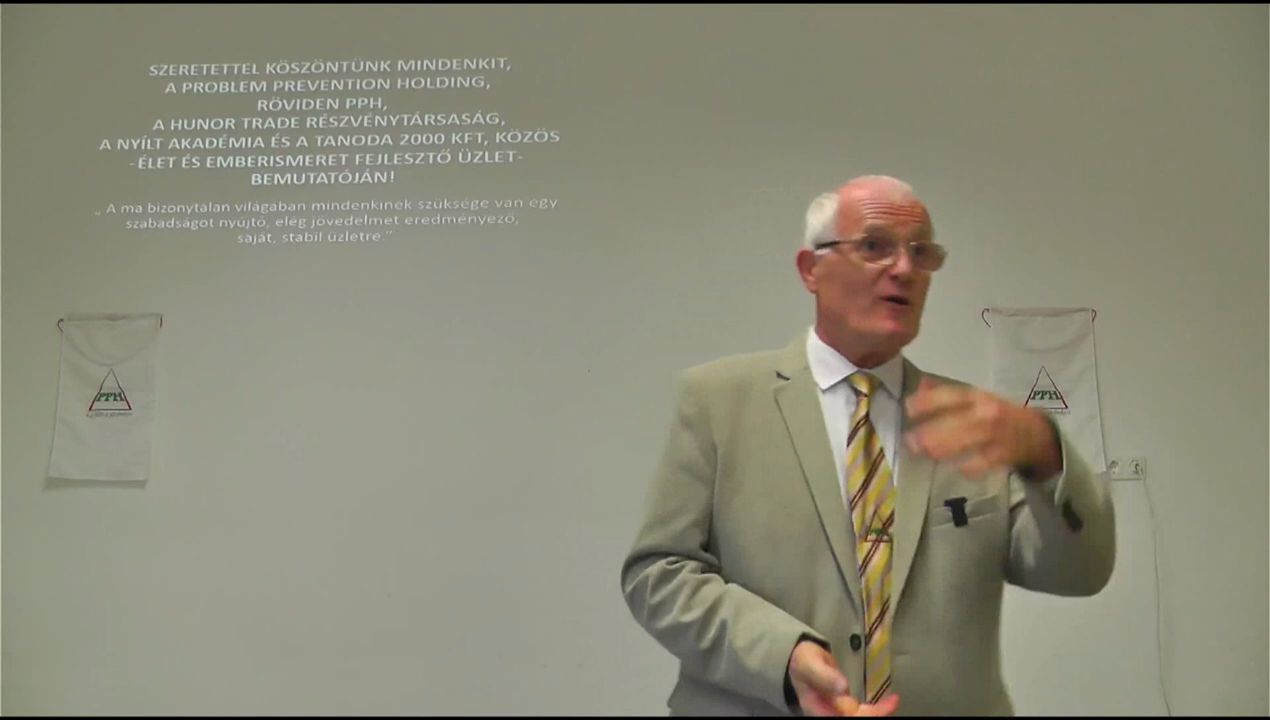 SZERETETTEL KÖSZÖNTÜNK MINDENKIT,
A PROBLEM PREVENTION HOLDING,
RÖVIDEN PPH,
A HUNOR TRADE RÉSZVÉNYTÁRSASÁG,
A NYÍLT AKADÉMIA ÉS A TANODA 2000 KFT, KÖZÖS
-ÉLET ÉS EMBERISMERET FEJLESZTŐ ÜZLET-
BEMUTATÓJÁN!
„ A ma bizonytalan világában mindenkinek szüksége van egy
szabadságot nyújtó, elég jövedelmet eredményező,
saját, stabil üzletre.”
PPH
PPH
PPH